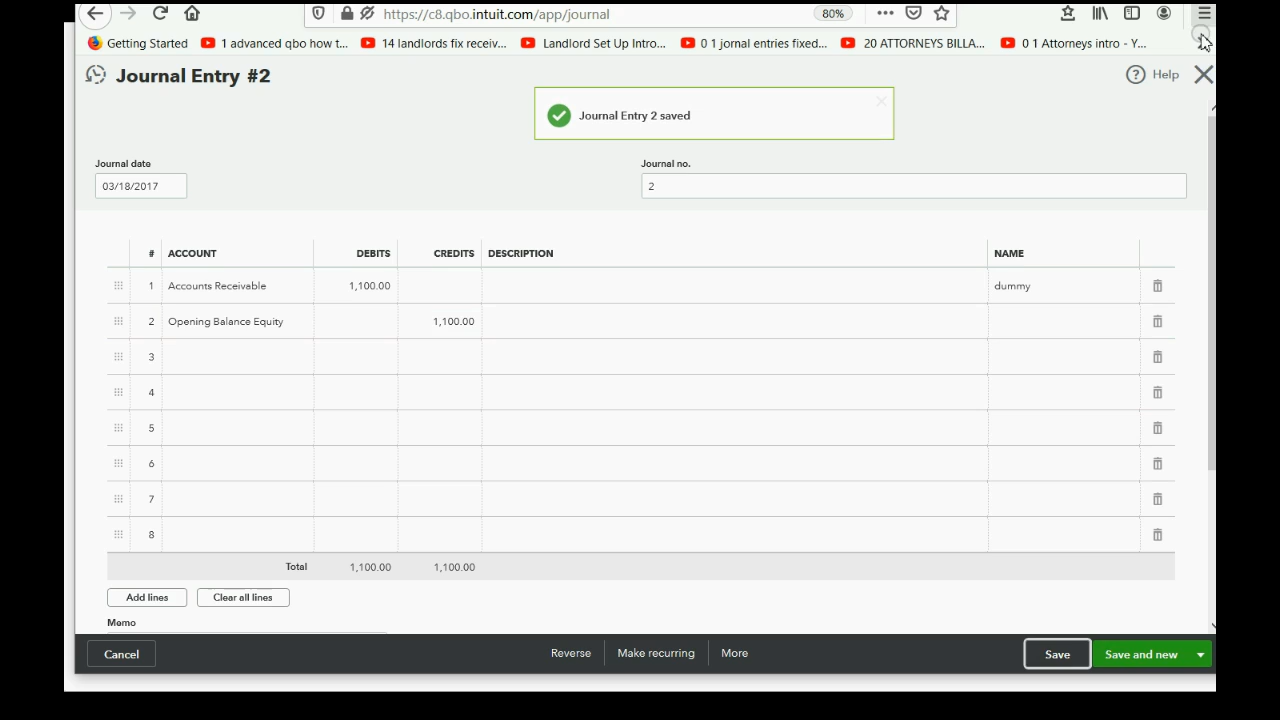 https://c8.qbo.intuit.com/app/journal 80%
Getting Started 1 advanced qbo how t... 14 landlords fix receiv... Landlord Set Up Intro... 0 1 jornal entries fixed... 20 ATTORNEYS BILLA... 0 1 Attorneys intro - Y...
Journal Entry #2 Help
Journal Entry 2 saved
Journal date Journal no.
03/18/2017 2
# ACCOUNT DEBITS CREDITS DESCRIPTION NAME
1 Accounts Receivable 1,100.00 dummy
2 Opening Balance Equity 1,100.00
3
4
5
6
7
8
Total 1,100.00 1,100.00
Add lines Clear all lines
Memo
Cancel Reverse Make recurring More Save Save and new